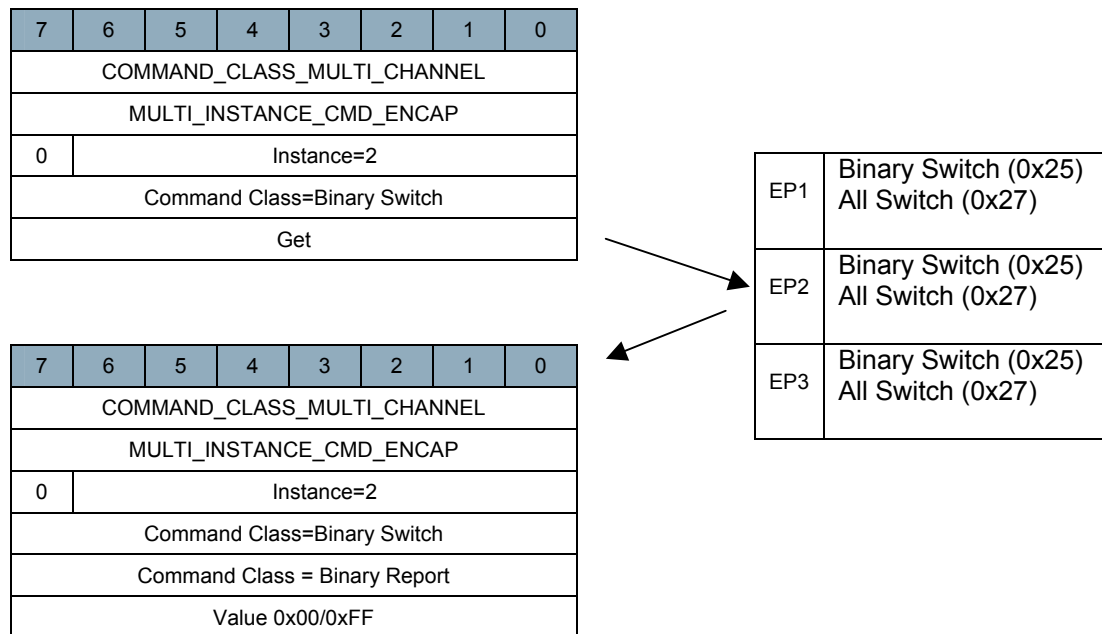 7 6 5 4 3 2 1 0
COMMAND_CLASS_MULTI_CHANNEL
MULTI_INSTANCE_CMD_ENCAP
0 Instance=2
Command Class=Binary Switch
Get
EP1
Binary Switch (0x25)
All Switch (0x27)
EP2
Binary Switch (0x25)
All Switch (0x27)
EP3
Binary Switch (0x25)
All Switch (0x27)
7 6 5 4 3 2 1 0
COMMAND_CLASS_MULTI_CHANNEL
MULTI_INSTANCE_CMD_ENCAP
0 Instance=2
Command Class=Binary Switch
Command Class = Binary Report
Value 0x00/0xFF